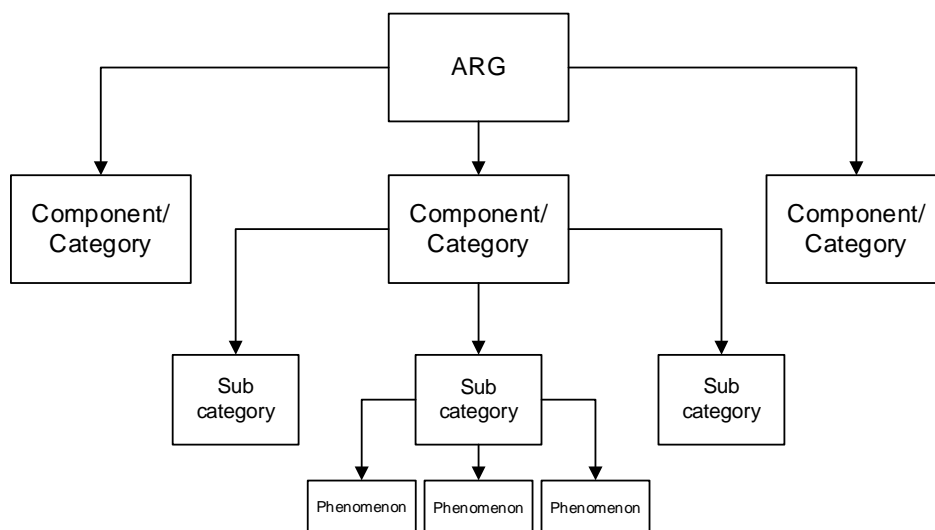 ARG
Component/
Category
Component/
Category
Component/
Category
Sub
category
Sub
category
Sub
category
Phenomenon
Phenomenon
Phenomenon